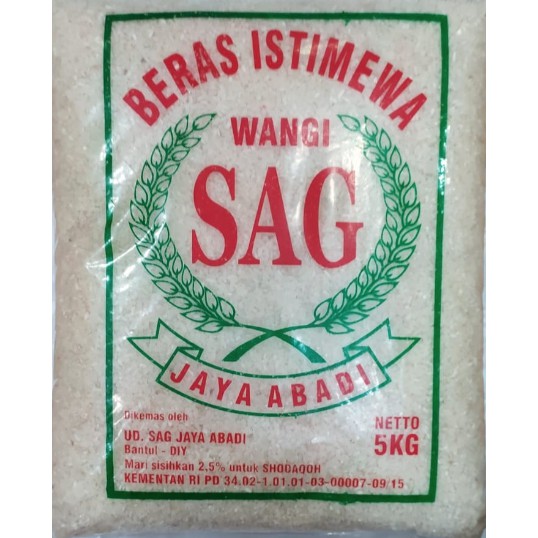 BERAS ISTIMEWA
WANGI
SAG
JAYA ABADI
Dikemas oleh
UD. SAG JAYA ABADI
Bantul - DIY
Mari sisihkan 2.5% untuk SHODAQOH
KEMENTAN RI PD 34.02-1.01.01-03-00007-09/15
NETTO
5KG